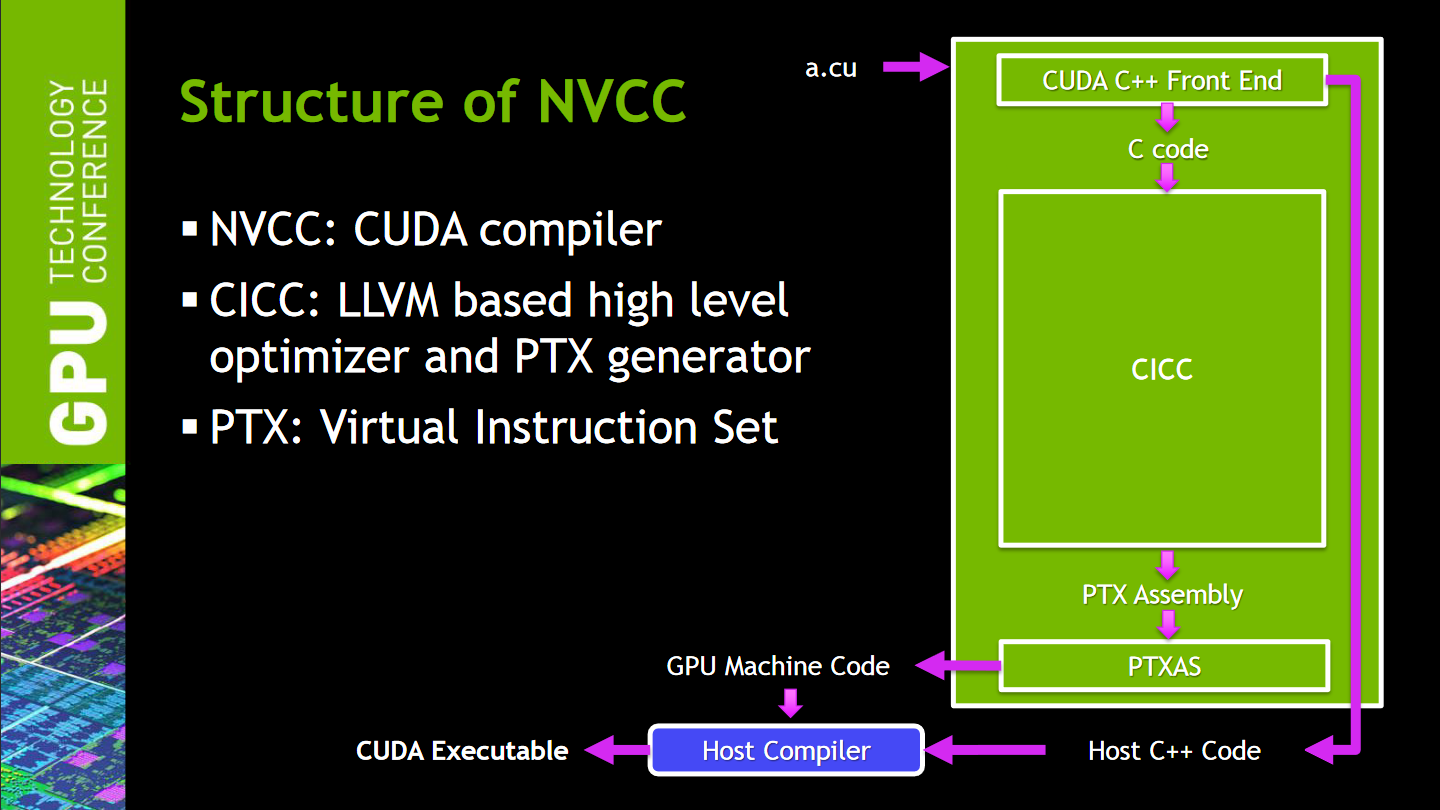 GPU TECHNOLOGY
CONFERENCE
Structure of NVCC
▪ NVCC: CUDA compiler
▪ CICC: LLVM based high level
optimizer and PTX generator
▪ PTX: Virtual Instruction Set
a.cu
CUDA C++ Front End
C code
CICC
PTX Assembly
PTXAS
GPU Machine Code
CUDA Executable
Host Compiler
Host C++ Code